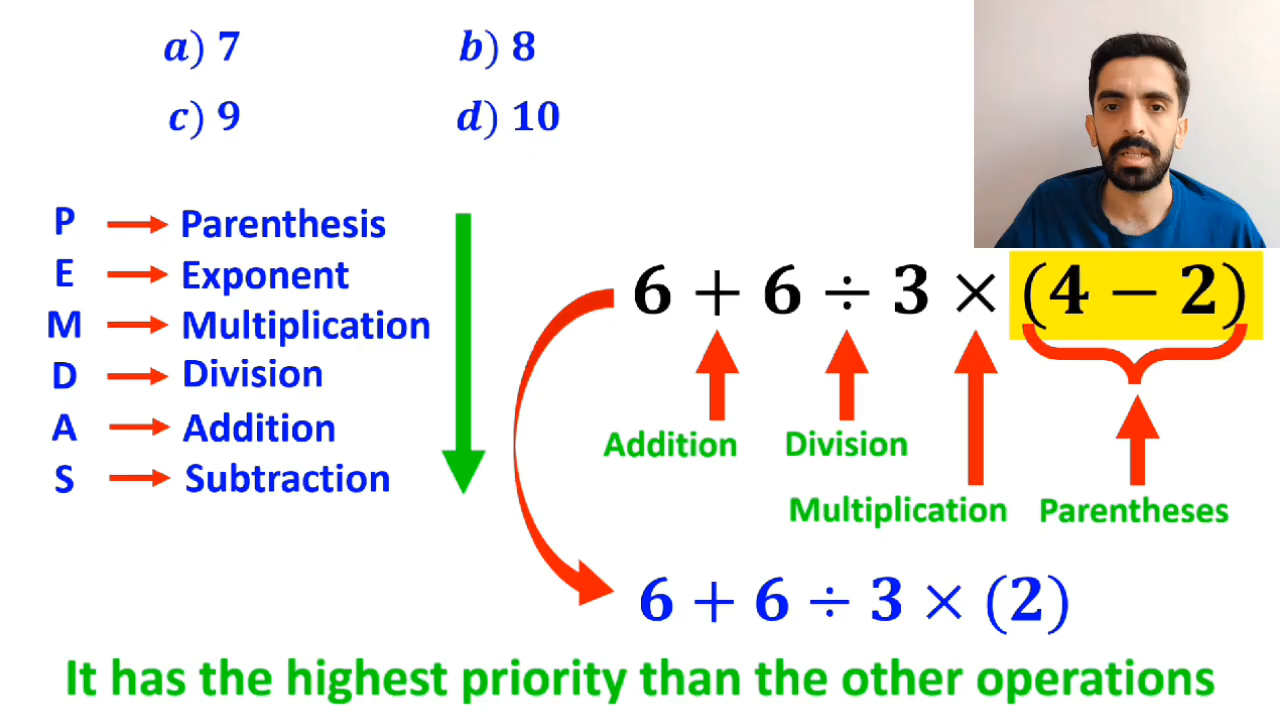 a) 7 b) 8
c) 9 d) 10
P Parenthesis
E Exponent
M Multiplication
D Division
A Addition
S Subtraction
6 + 6 ÷ 3 × (4 − 2)
Addition Division
Multiplication Parentheses
6 + 6 ÷ 3 × (2)
It has the highest priority than the other operations